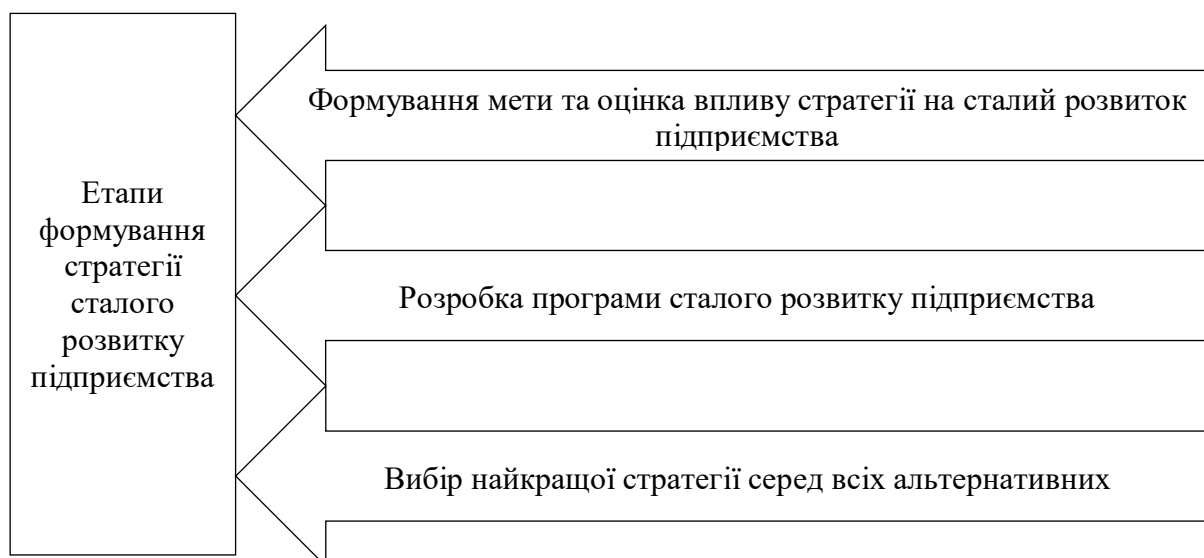 Етапи
формування
стратегії
сталого
розвитку
підприємства
Формування мети та оцінка впливу стратегії на сталий розвиток
підприємства
Розробка програми сталого розвитку підприємства
Вибір найкращої стратегії серед всіх альтернативних